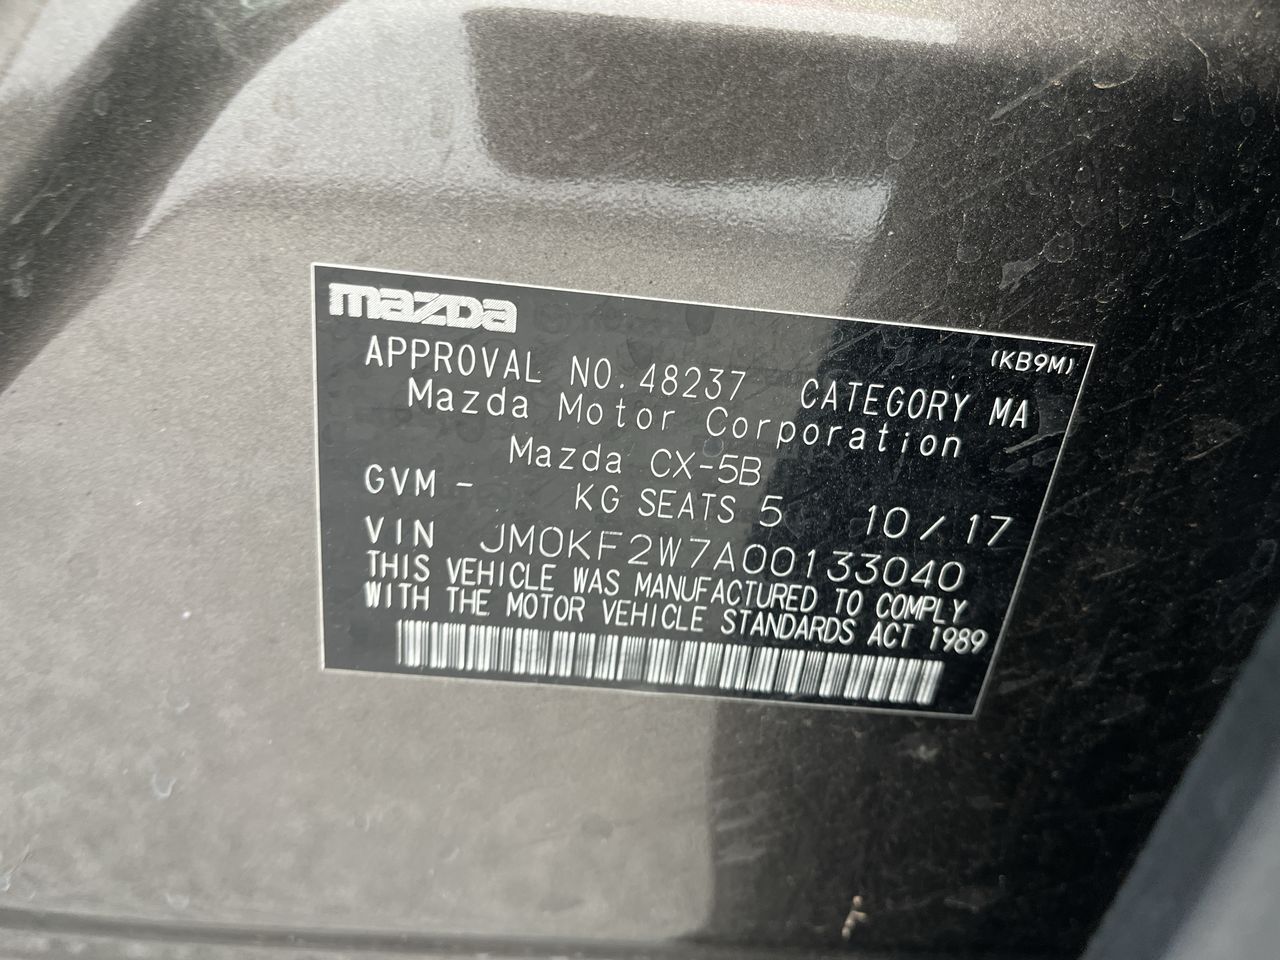 mazda
(KB9M)
APPROVAL NO. 48237 CATEGORY MA
Mazda Motor Corporation
Mazda CX-5B
GVM - KG SEATS 5 10/17
VIN JM0KF2W7A00133040
THIS VEHICLE WAS MANUFACTURED TO COMPLY
WITH THE MOTOR VEHICLE STANDARDS ACT 1989